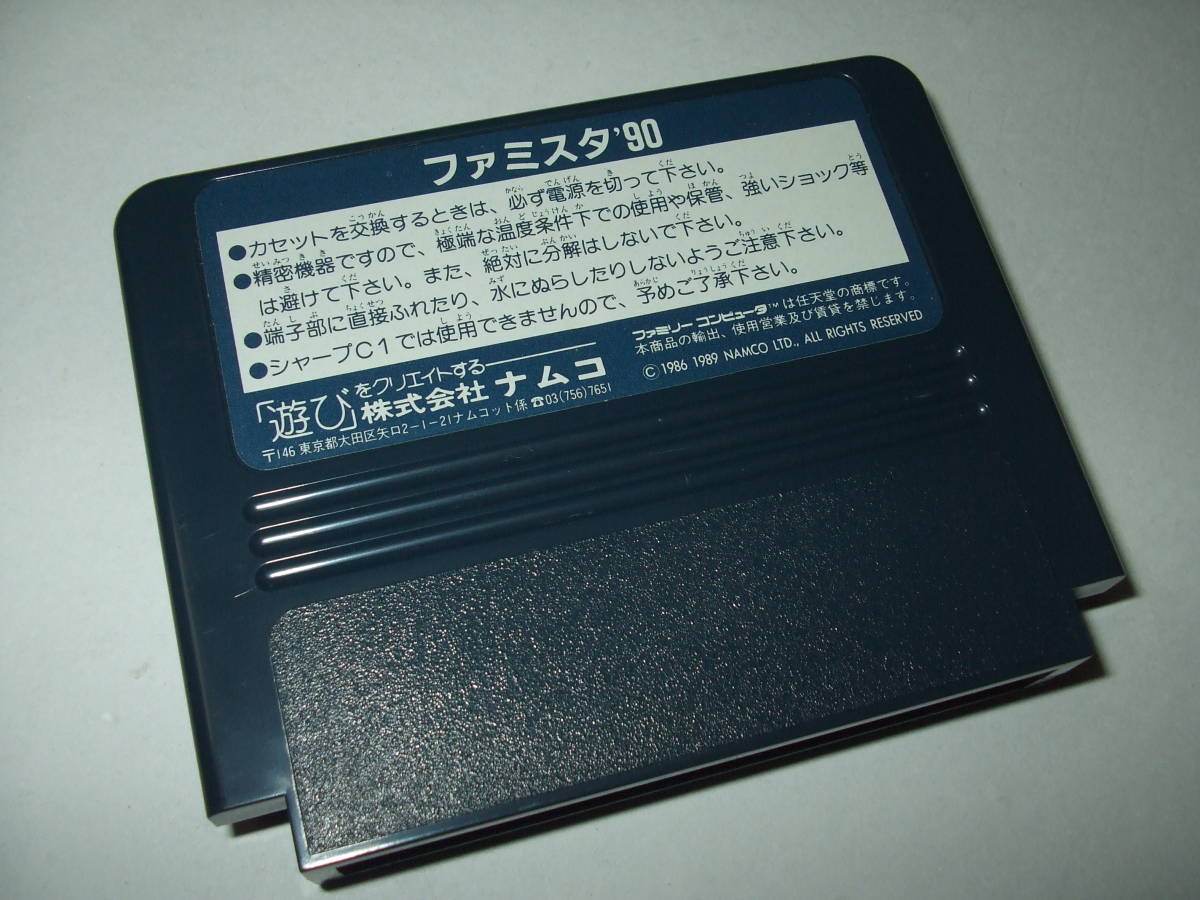 ファミスタ'90
●カセットを交換するときは、必ず電源を切って下さい。
●精密機器ですので、極端な温度条件下での使用や保管、強いショック等
は避けて下さい。また、絶対に分解はしないで下さい。
●端子部に直接ふれたり、水にぬらしたりしないようご注意下さい。
●シャープC1では使用できませんので、予めご了承下さい。
「遊び」をクリエイトする
株式会社 ナムコ
〒146 東京都大田区矢口2-1-21ナムコット係☎03(756)7651
ファミリーコンピュータ™は任天堂の商標です。
本商品の輸出、使用営業及び賃貸を禁じます。
© 1986 1989 NAMCO LTD., ALL RIGHTS RESERVED